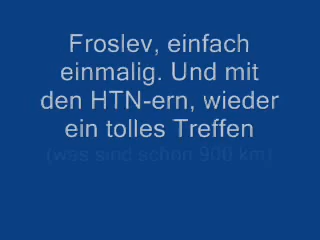 Froslev, einfach
einmalig. Und mit
den HTN-ern, wieder
ein tolles Treffen
(was sind schon 900 km)